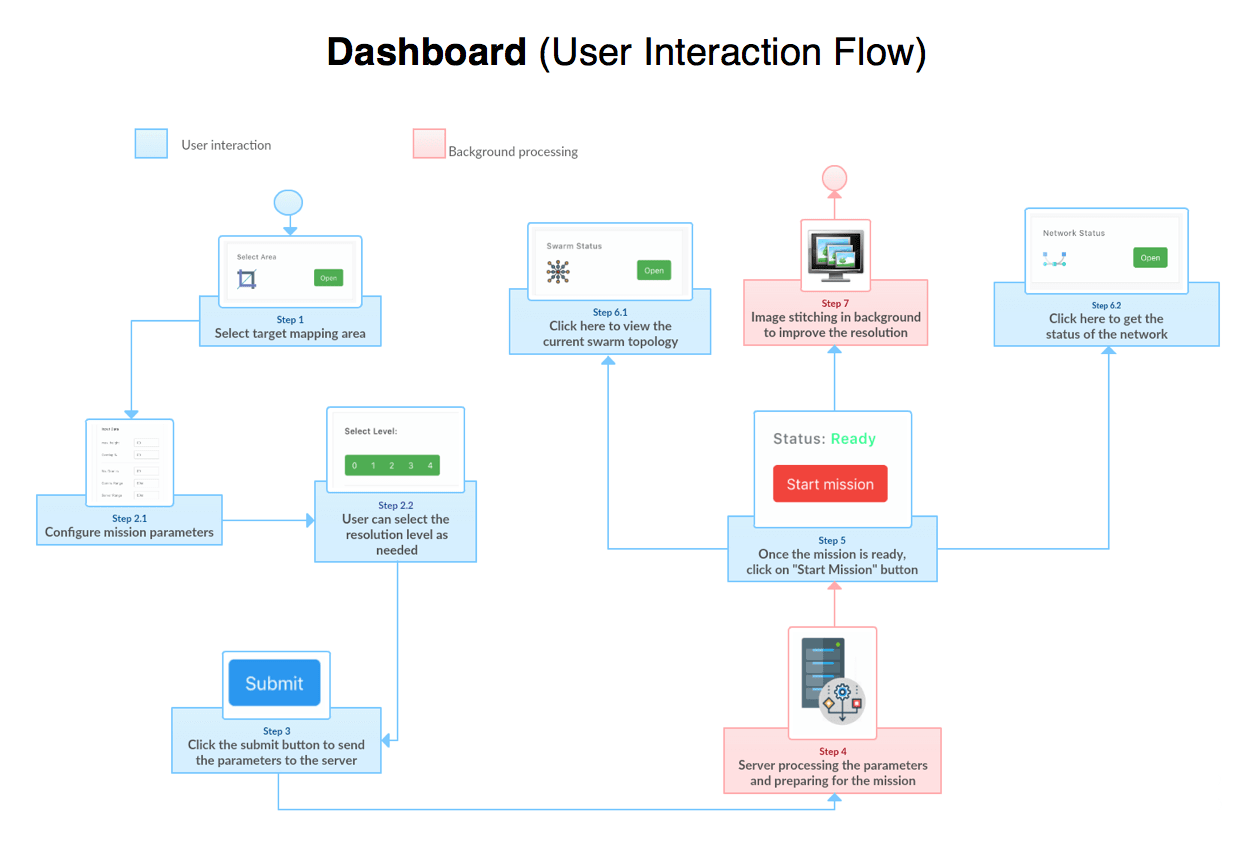 Dashboard (User Interaction Flow)
User interaction
Background processing
Select Area
Open
Step 1
Select target mapping area
Swarm Status
Open
Step 6.1
Click here to view the
current swarm topology
Step 7
Image stitching in background
to improve the resolution
Network Status
Open
Step 6.2
Click here to get the
status of the network
Step 2.1
Configure mission parameters
Select Level:
0 1 2 3 4
Step 2.2
User can select the
resolution level as
needed
Status: Ready
Start mission
Step 5
Once the mission is ready,
click on "Start Mission" button
Submit
Step 3
Click the submit button to send
the parameters to the server
Step 4
Server processing the parameters
and preparing for the mission